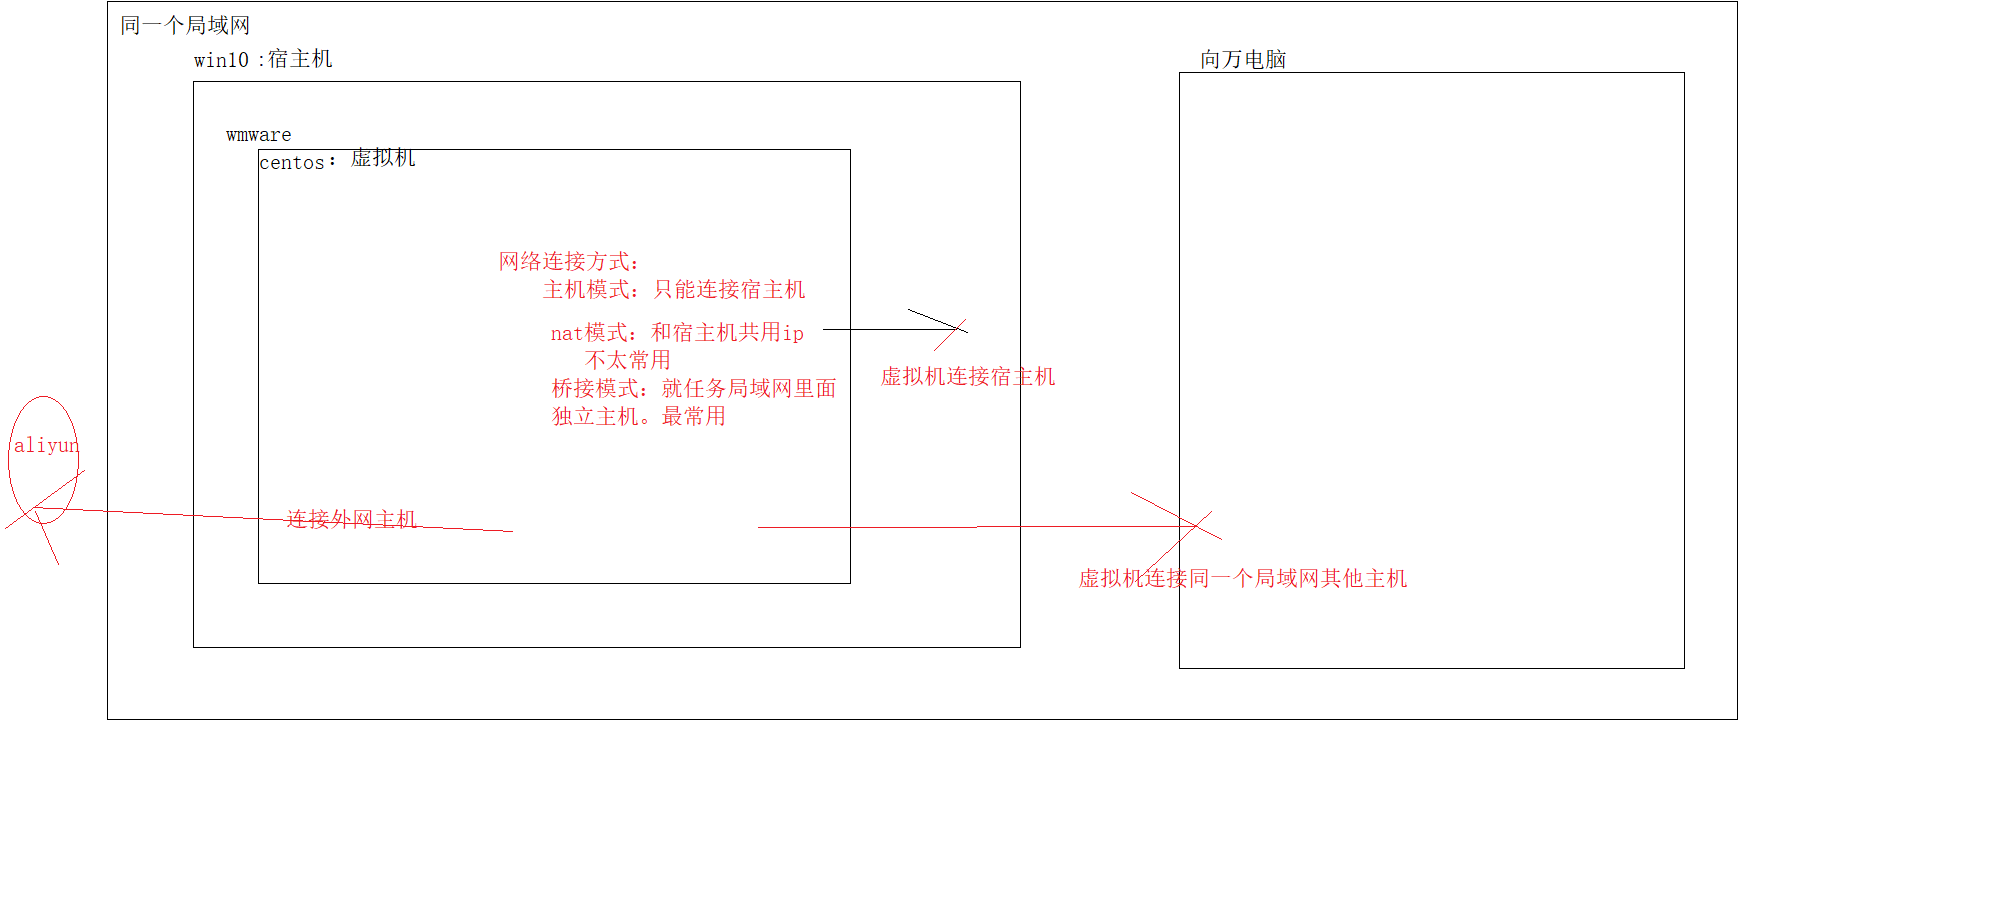 同一个局域网
win10 :宿主机
向万电脑
wmware
centos：虚拟机
网络连接方式：
主机模式：只能连接宿主机
nat模式：和宿主机共用ip
不太常用
虚拟机连接宿主机
桥接模式：就任务局域网里面
独立主机。最常用
aliyun
连接外网主机
虚拟机连接同一个局域网其他主机